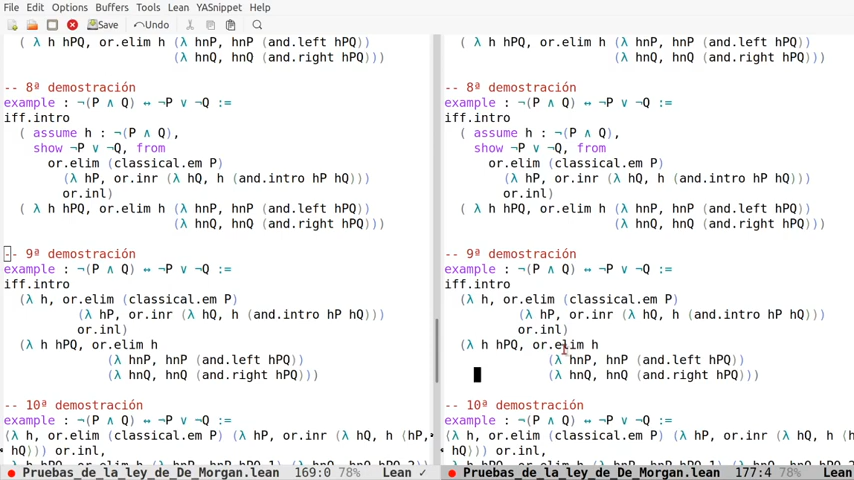 File Edit Options Buffers Tools Lean YASnippet Help
Save Undo
( λ h hPQ, or.elim h (λ hnP, hnP (and.left hPQ))
(λ hnQ, hnQ (and.right hPQ)))
-- 8ª demostración
example : ¬(P ∧ Q) ↔ ¬P ∨ ¬Q :=
iff.intro
( assume h : ¬(P ∧ Q),
show ¬P ∨ ¬Q, from
or.elim (classical.em P)
(λ hP, or.inr (λ hQ, h (and.intro hP hQ)))
or.inl)
( λ h hPQ, or.elim h (λ hnP, hnP (and.left hPQ))
(λ hnQ, hnQ (and.right hPQ)))
-- 9ª demostración
example : ¬(P ∧ Q) ↔ ¬P ∨ ¬Q :=
iff.intro
(λ h, or.elim (classical.em P)
(λ hP, or.inr (λ hQ, h (and.intro hP hQ)))
or.inl)
(λ h hPQ, or.elim h
(λ hnP, hnP (and.left hPQ))
(λ hnQ, hnQ (and.right hPQ)))
-- 10ª demostración
example : ¬(P ∧ Q) ↔ ¬P ∨ ¬Q :=
⟨λ h, or.elim (classical.em P) (λ hP, or.inr (λ hQ, h ⟨hP,
hQ⟩)) or.inl,
Pruebas_de_la_ley_de_De_Morgan.lean 169:0 78% Lean ✓
( λ h hPQ, or.elim h (λ hnP, hnP (and.left hPQ))
(λ hnQ, hnQ (and.right hPQ)))
-- 8ª demostración
example : ¬(P ∧ Q) ↔ ¬P ∨ ¬Q :=
iff.intro
( assume h : ¬(P ∧ Q),
show ¬P ∨ ¬Q, from
or.elim (classical.em P)
(λ hP, or.inr (λ hQ, h (and.intro hP hQ)))
or.inl)
( λ h hPQ, or.elim h (λ hnP, hnP (and.left hPQ))
(λ hnQ, hnQ (and.right hPQ)))
-- 9ª demostración
example : ¬(P ∧ Q) ↔ ¬P ∨ ¬Q :=
iff.intro
(λ h, or.elim (classical.em P)
(λ hP, or.inr (λ hQ, h (and.intro hP hQ)))
or.inl)
(λ h hPQ, or.elim h
(λ hnP, hnP (and.left hPQ))
(λ hnQ, hnQ (and.right hPQ)))
-- 10ª demostración
example : ¬(P ∧ Q) ↔ ¬P ∨ ¬Q :=
⟨λ h, or.elim (classical.em P) (λ hP, or.inr (λ hQ, h
hQ⟩)) or.inl,
Pruebas_de_la_ley_de_De_Morgan.lean 177:4 78% Lean